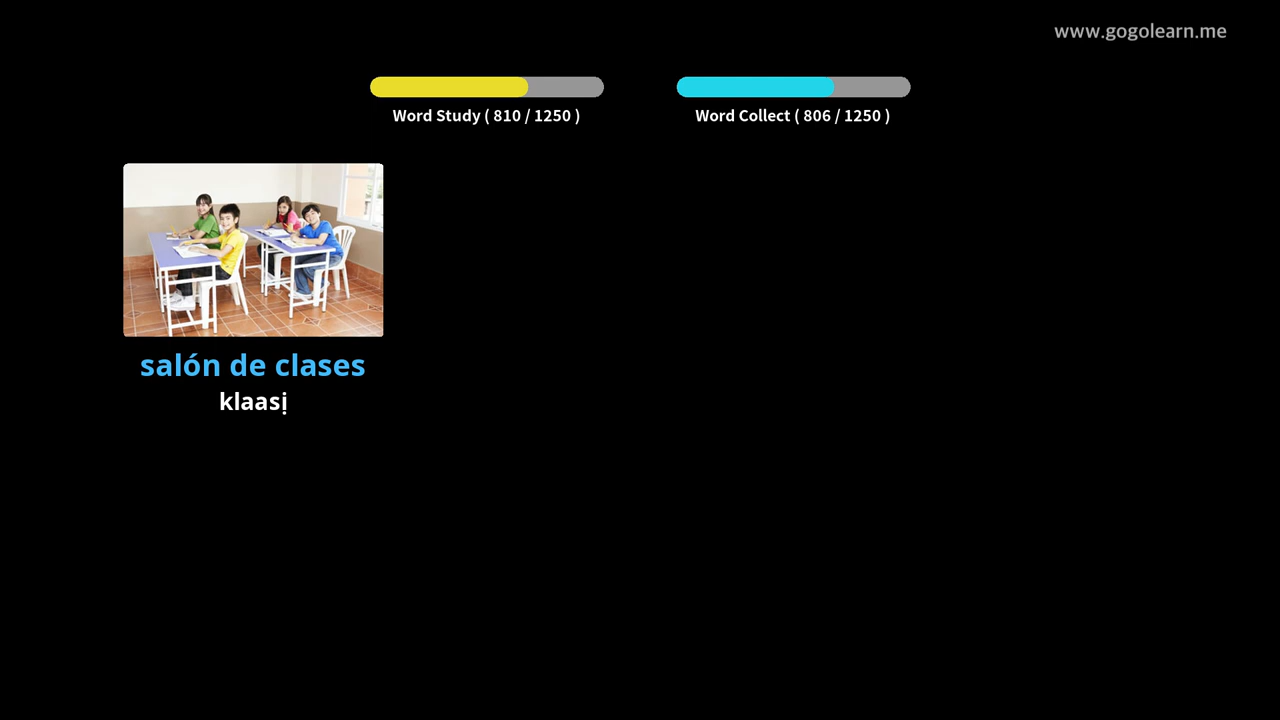 www.gogolearn.me
Word Study ( 810 / 1250 )
Word Collect ( 806 / 1250 )
salón de clases
klaasị